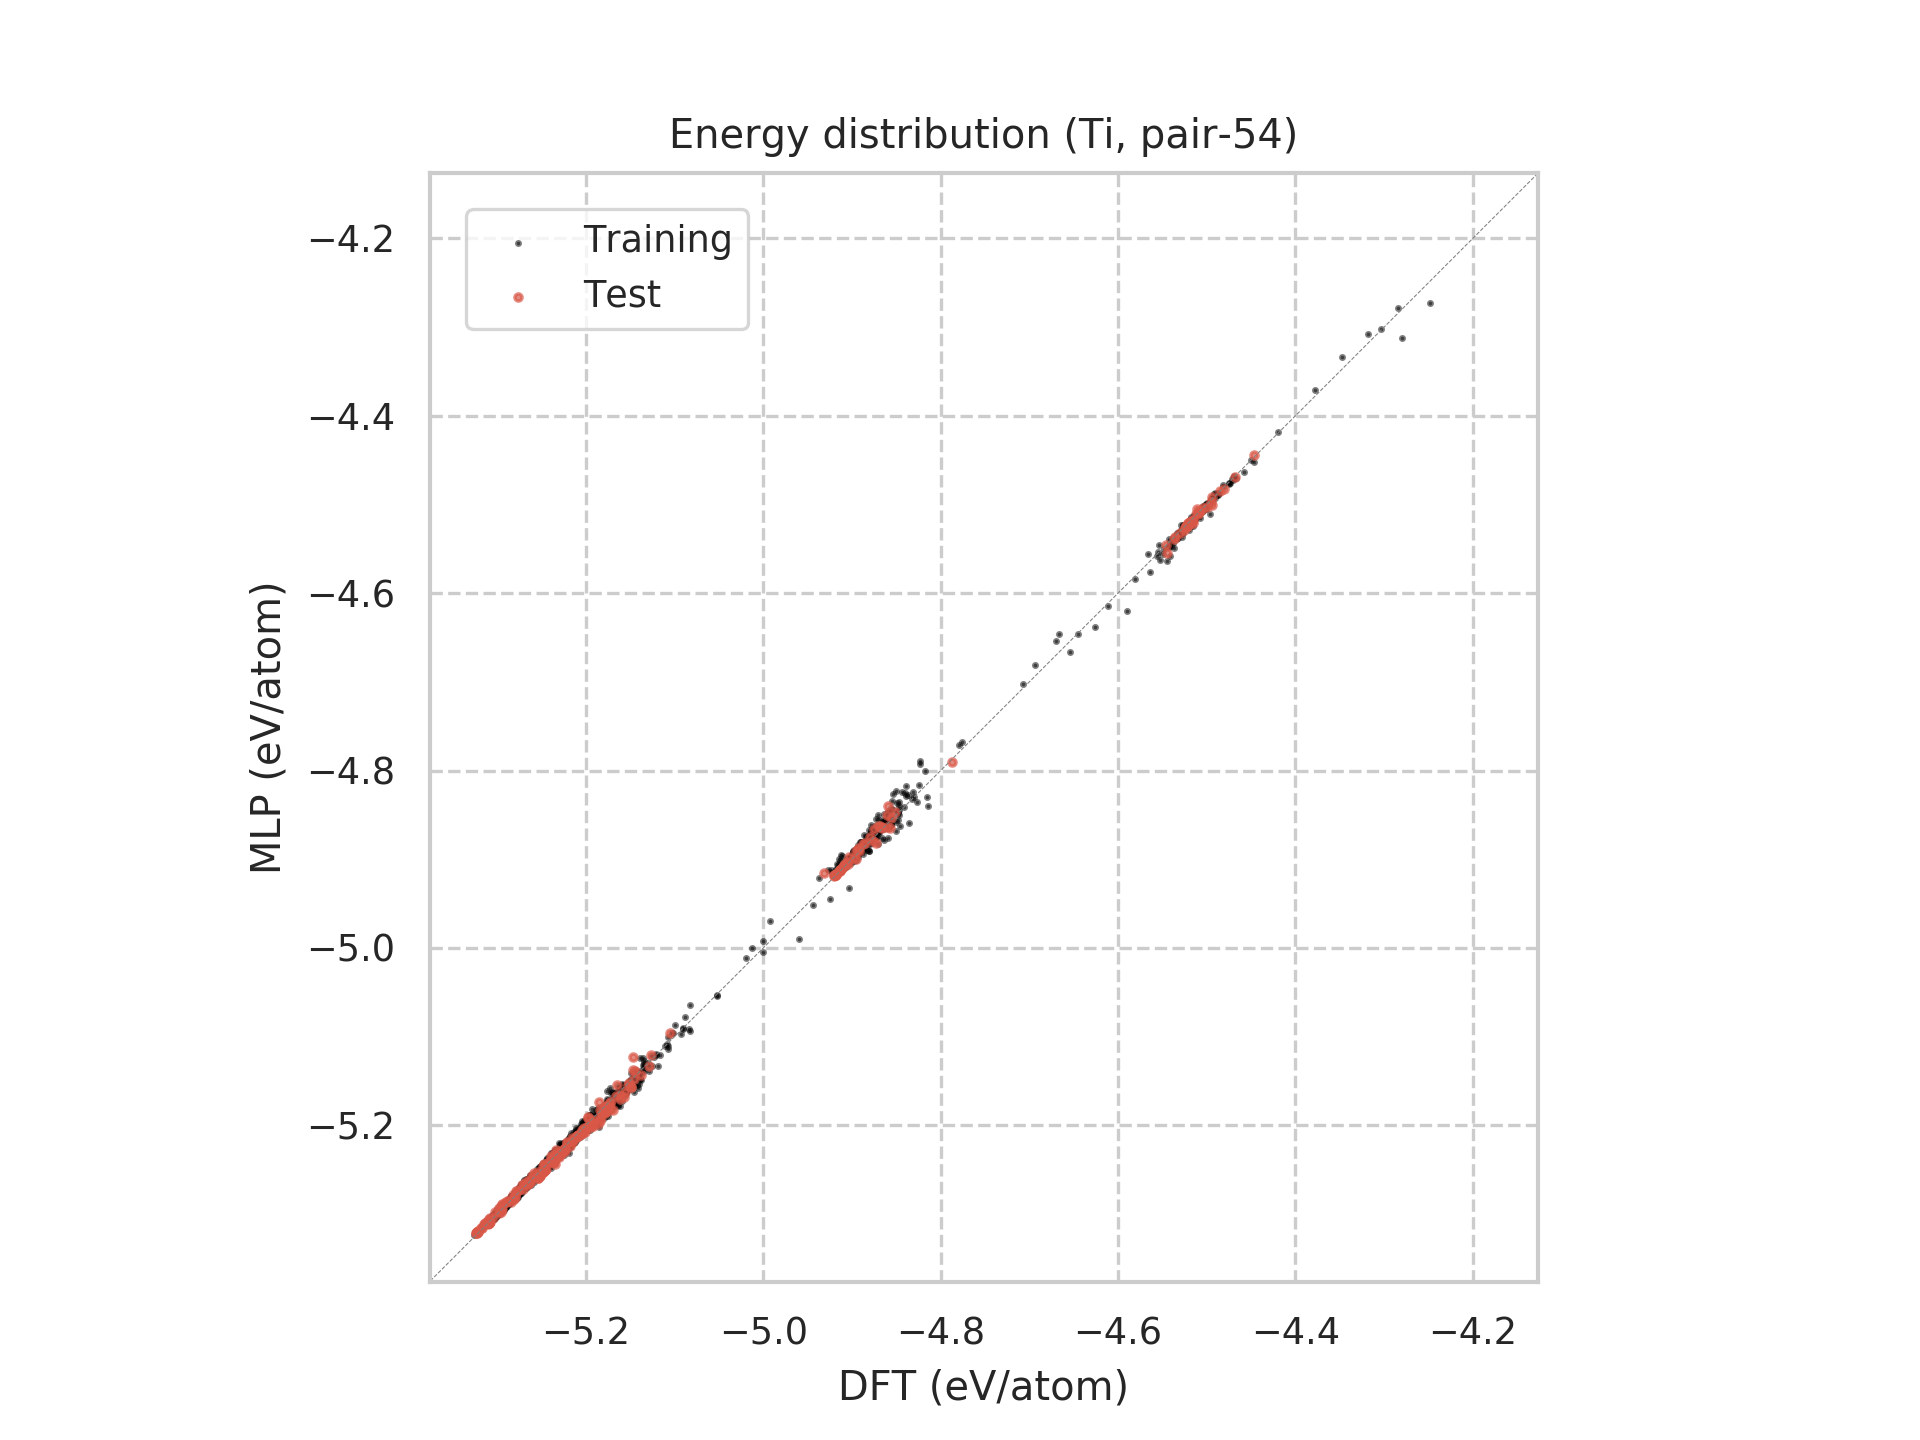 Energy distribution (Ti, pair-54)
Training
Test
−4.2
−4.4
−4.6
−4.8
−5.0
−5.2
MLP (eV/atom)
−5.2 −5.0 −4.8 −4.6 −4.4 −4.2
DFT (eV/atom)